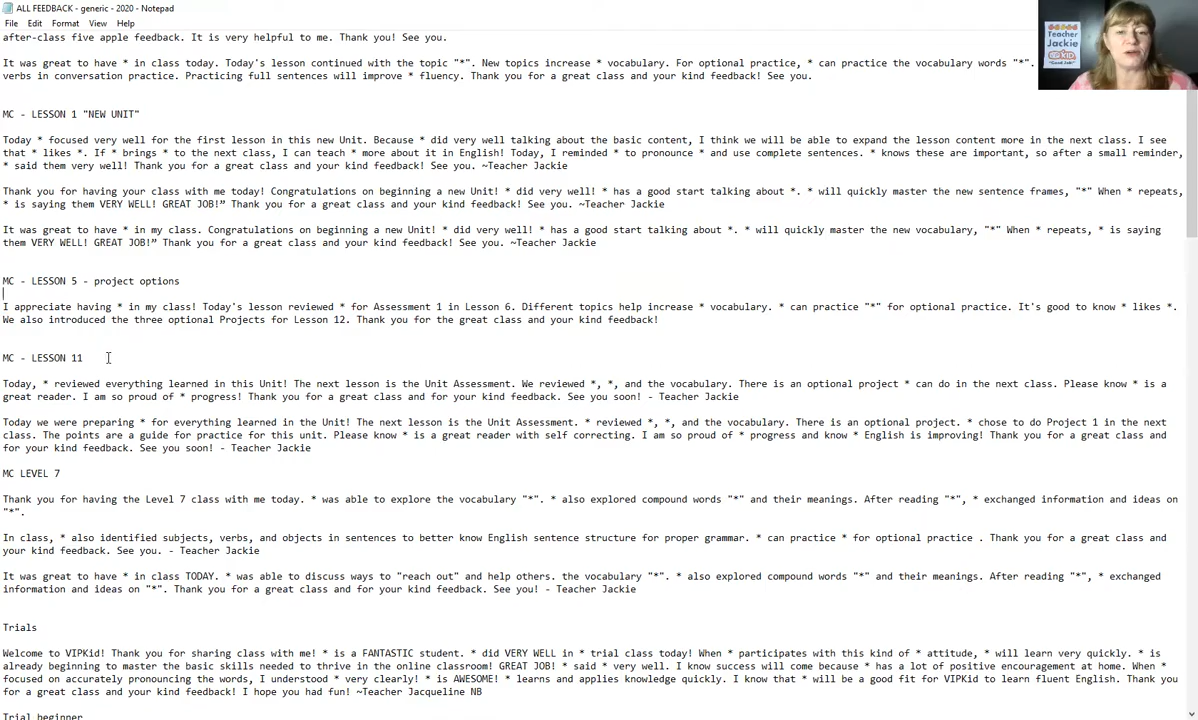 ALL FEEDBACK - generic - 2020 - Notepad
File Edit Format View Help
after-class five apple feedback. It is very helpful to me. Thank you! See you.
It was great to have * in class today. Today's lesson continued with the topic "*". New topics increase * vocabulary. For optional practice, * can practice the vocabulary words "*".
verbs in conversation practice. Practicing full sentences will improve * fluency. Thank you for a great class and your kind feedback! See you.
MC - LESSON 1 "NEW UNIT"
Today * focused very well for the first lesson in this new Unit. Because * did very well talking about the basic content, I think we will be able to expand the lesson content more in the next class. I see
that * likes *. If * brings * to the next class, I can teach * more about it in English! Today, I reminded * to pronounce * and use complete sentences. * knows these are important, so after a small reminder,
* said them very well! Thank you for a great class and your kind feedback! See you. ~Teacher Jackie
Thank you for having your class with me today! Congratulations on beginning a new Unit! * did very well! * has a good start talking about *. * will quickly master the new sentence frames, "*" When * repeats,
* is saying them VERY WELL! GREAT JOB!” Thank you for a great class and your kind feedback! See you. ~Teacher Jackie
It was great to have * in my class. Congratulations on beginning a new Unit! * did very well! * has a good start talking about *. * will quickly master the new vocabulary, "*" When * repeats, * is saying
them VERY WELL! GREAT JOB!” Thank you for a great class and your kind feedback! See you. ~Teacher Jackie
MC - LESSON 5 - project options
I appreciate having * in my class! Today's lesson reviewed * for Assessment 1 in Lesson 6. Different topics help increase * vocabulary. * can practice "*" for optional practice. It's good to know * likes *.
We also introduced the three optional Projects for Lesson 12. Thank you for the great class and your kind feedback!
MC - LESSON 11
Today, * reviewed everything learned in this Unit! The next lesson is the Unit Assessment. We reviewed *, *, and the vocabulary. There is an optional project * can do in the next class. Please know * is a
great reader. I am so proud of * progress! Thank you for a great class and for your kind feedback. See you soon! - Teacher Jackie
Today we were preparing * for everything learned in the Unit! The next lesson is the Unit Assessment. * reviewed *, *, and the vocabulary. There is an optional project. * chose to do Project 1 in the next
class. The points are a guide for practice for this unit. Please know * is a great reader with self correcting. I am so proud of * progress and know * English is improving! Thank you for a great class and
for your kind feedback. See you soon! - Teacher Jackie
MC LEVEL 7
Thank you for having the Level 7 class with me today. * was able to explore the vocabulary "*". * also explored compound words "*" and their meanings. After reading "*", * exchanged information and ideas on
"*".
In class, * also identified subjects, verbs, and objects in sentences to better know English sentence structure for proper grammar. * can practice * for optional practice . Thank you for a great class and
your kind feedback. See you. - Teacher Jackie
It was great to have * in class TODAY. * was able to discuss ways to "reach out" and help others. the vocabulary "*". * also explored compound words "*" and their meanings. After reading "*", * exchanged
information and ideas on "*". Thank you for a great class and for your kind feedback. See you! - Teacher Jackie
Trials
Welcome to VIPKid! Thank you for sharing class with me! * is a FANTASTIC student. * did VERY WELL in * trial class today! When * participates with this kind of * attitude, * will learn very quickly. * is
already beginning to master the basic skills needed to thrive in the online classroom! GREAT JOB! * said * very well. I know success will come because * has a lot of positive encouragement at home. When *
focused on accurately pronouncing the words, I understood * very clearly! * is AWESOME! * learns and applies knowledge quickly. I know that * will be a good fit for VIPKid to learn fluent English. Thank you
for a great class and your kind feedback! I hope you had fun! ~Teacher Jacqueline NB
Trial beginner
Teacher
Jackie